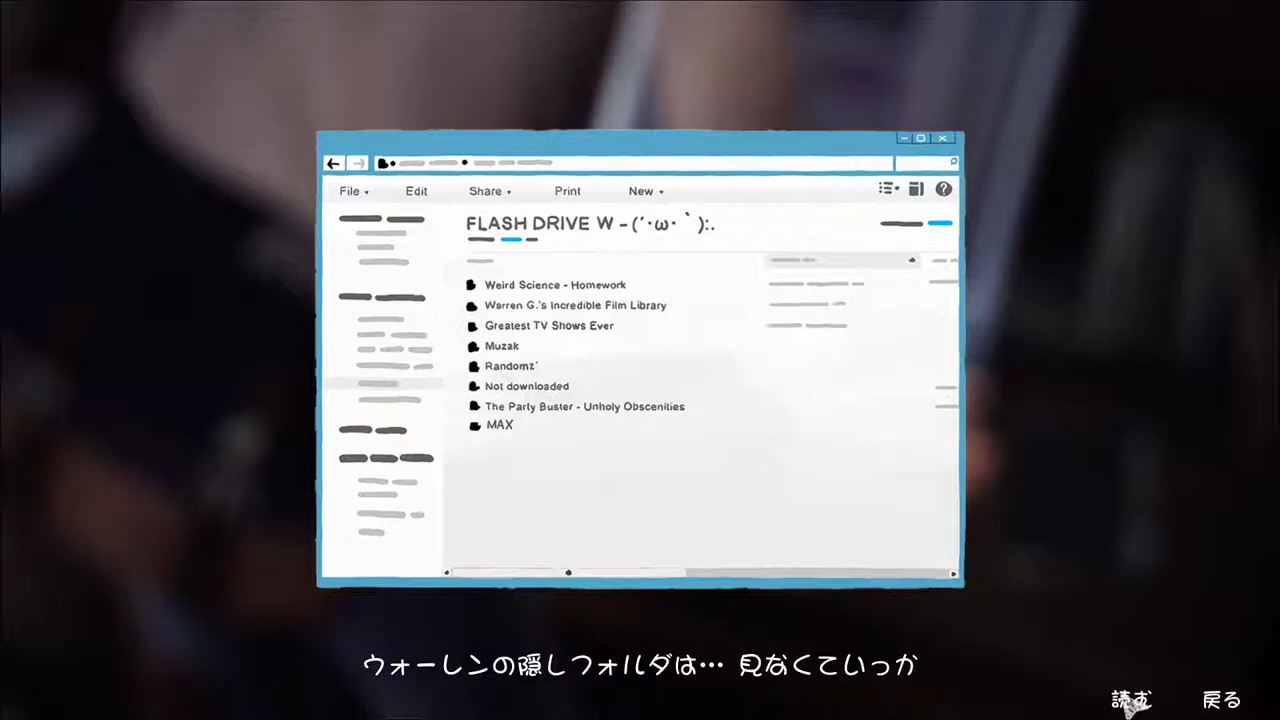 File Edit Share Print New
FLASH DRIVE W -(´･ω･`):.
Weird Science - Homework
Warren G.'s Incredible Film Library
Greatest TV Shows Ever
Muzak
Randomz'
Not downloaded
The Party Buster - Unholy Obscenities
MAX
ウォーレンの隠しフォルダは… 見なくていっか
読む 戻る